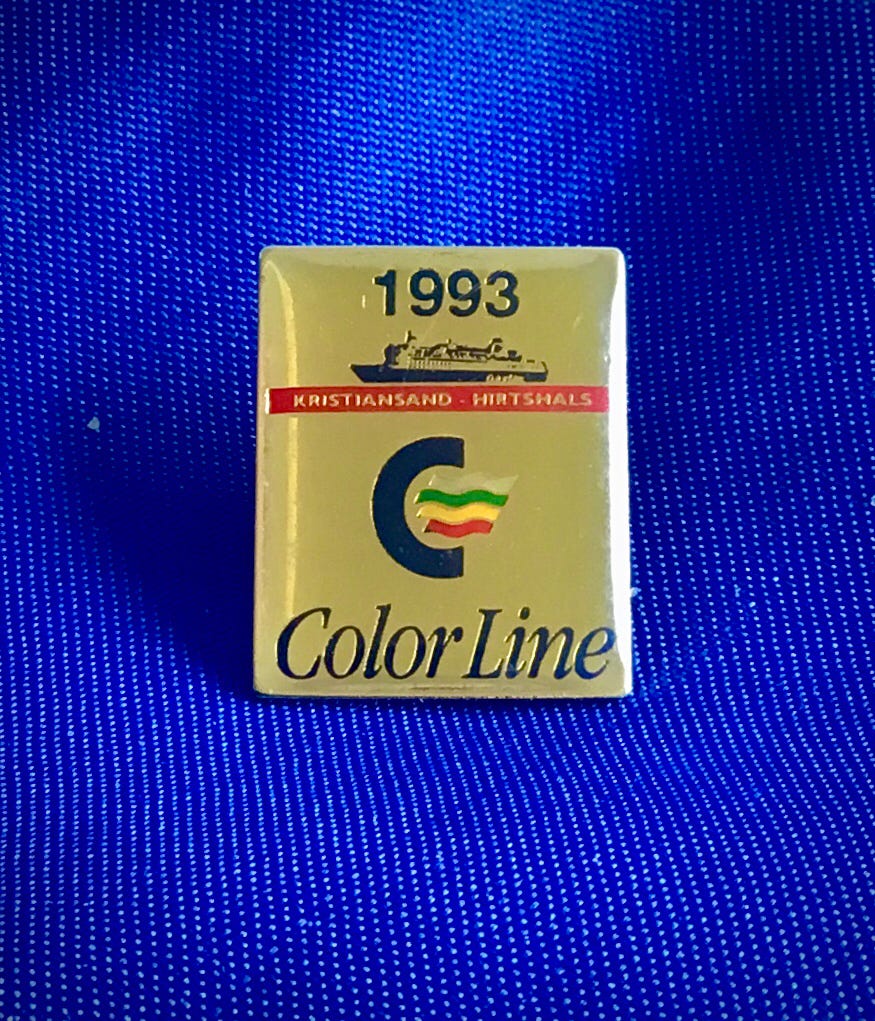 1993
KRISTIANSAND - HIRTSHALS
Color Line